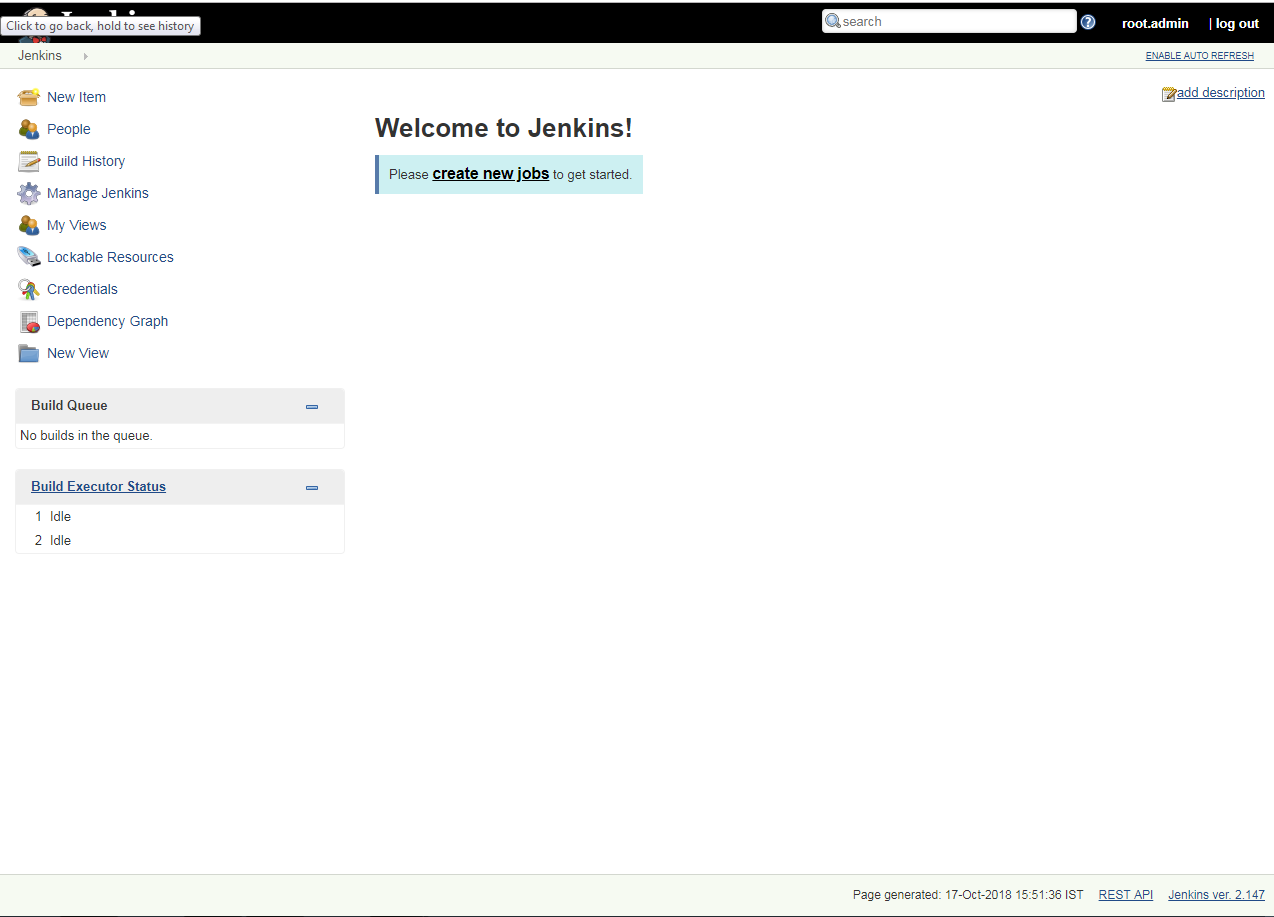 Click to go back, hold to see history
search
root.admin
| log out
Jenkins
ENABLE AUTO REFRESH
New Item
People
Build History
Manage Jenkins
My Views
Lockable Resources
Credentials
Dependency Graph
New View
add description
Welcome to Jenkins!
Please create new jobs to get started.
Build Queue
No builds in the queue.
Build Executor Status
1 Idle
2 Idle
Page generated: 17-Oct-2018 15:51:36 IST
REST API
Jenkins ver. 2.147